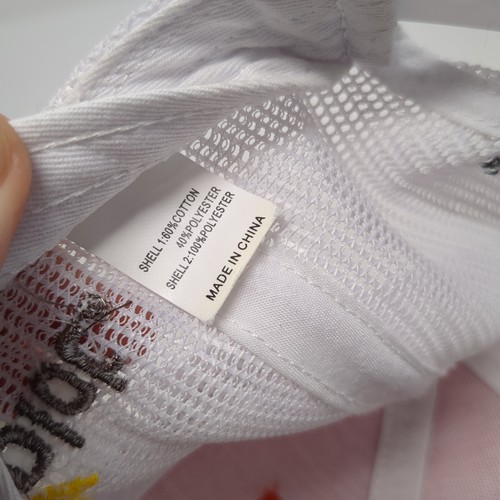 SHELL 1:60%COTTON
40%POLYESTER
SHELL 2:100%POLYESTER
MADE IN CHINA